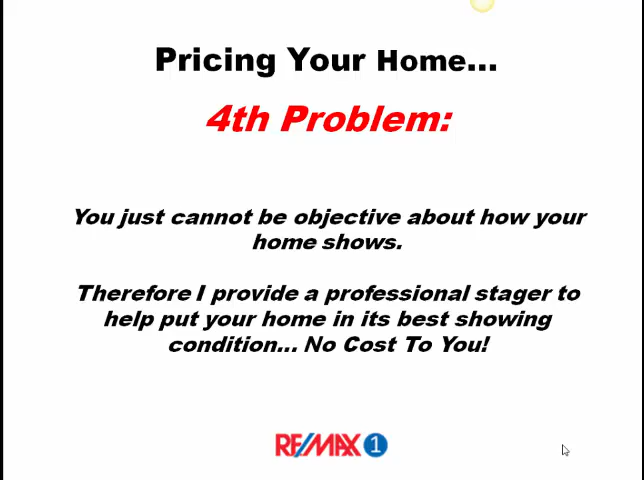 Pricing Your Home...
4th Problem:
You just cannot be objective about how your
home shows.
Therefore I provide a professional stager to
help put your home in its best showing
condition... No Cost To You!
RE/MAX 1